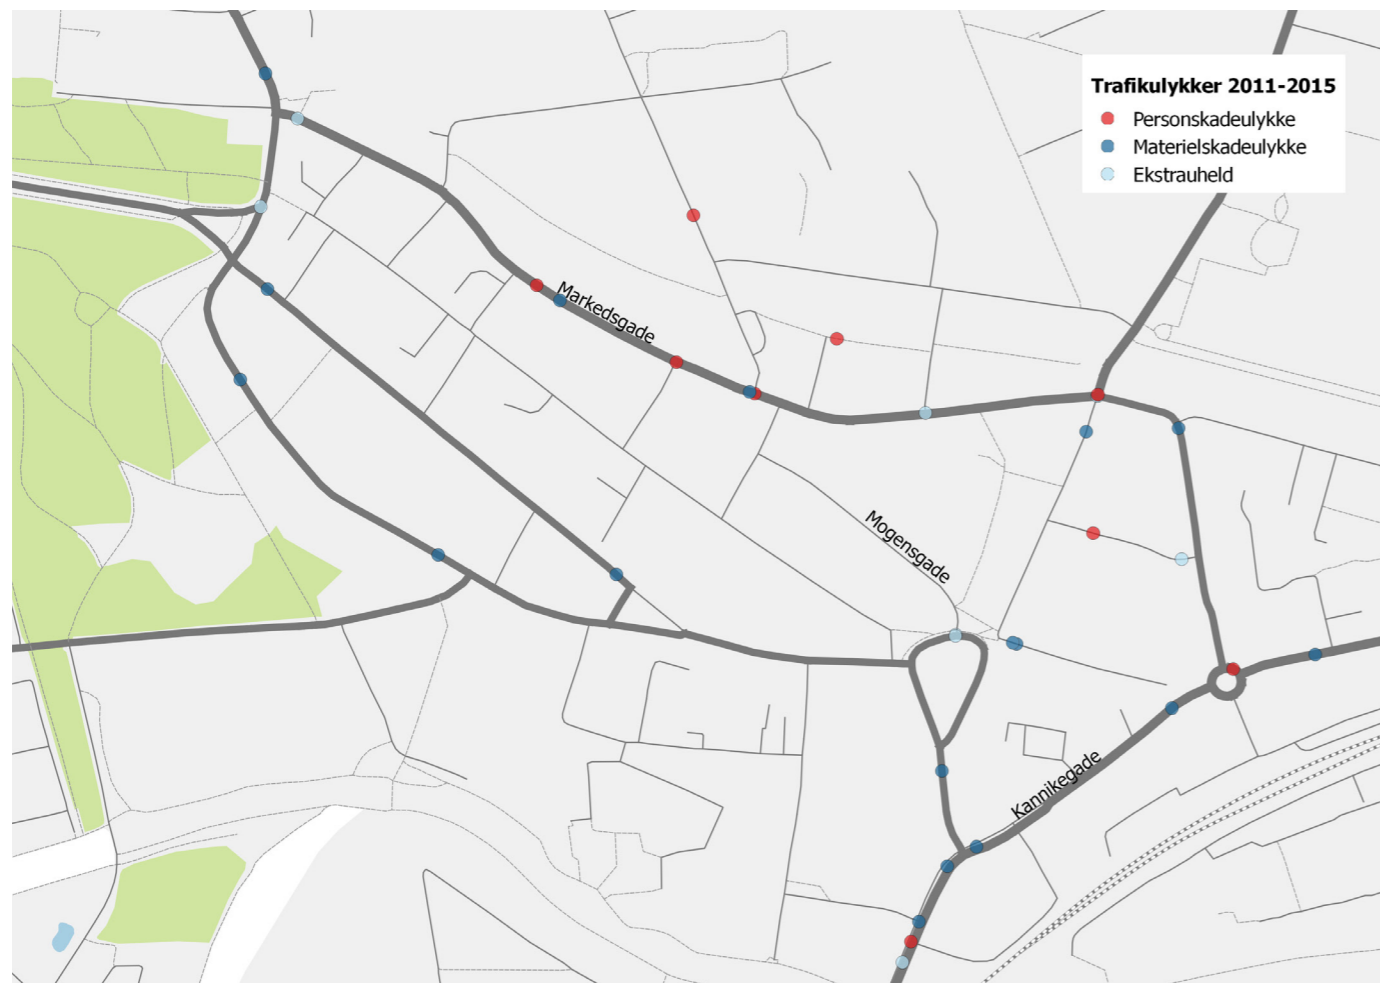 Trafikulykker 2011-2015
Personskadeulykke
Materielskadeulykke
Ekstrauheld
Markedsgade
Mogensgade
Kannikegade